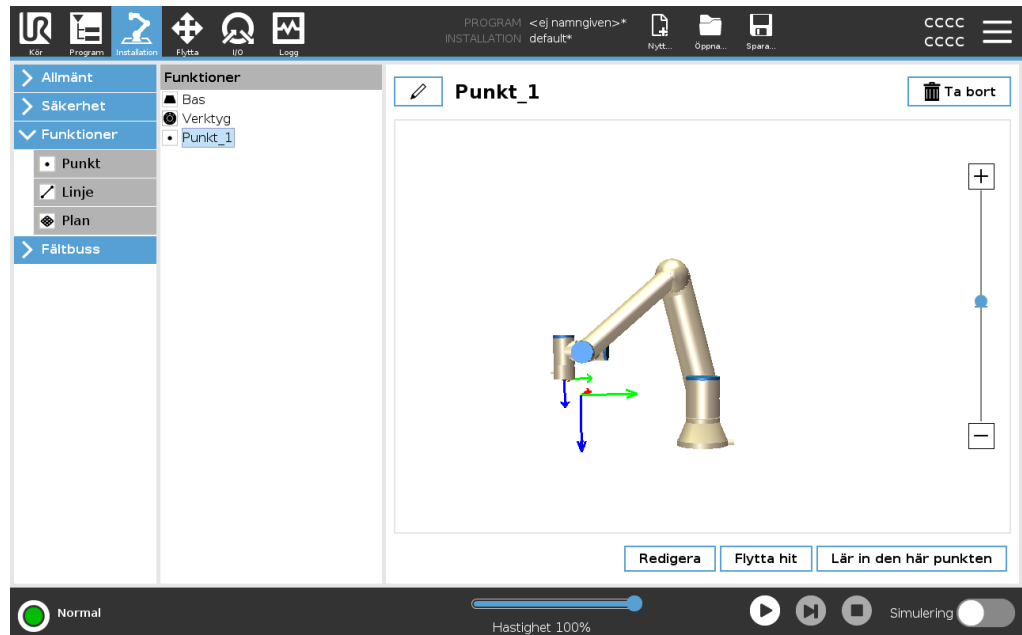 UR
Kör
Program
Installation
Flytta
I/O
Logg
PROGRAM <ej namngiven>*
INSTALLATION default*
Nytt...
Öppna...
Spara...
CCCC
CCCC
Allmänt
Säkerhet
Funktioner
Punkt
Linje
Plan
Fältbuss
Funktioner
Bas
Verktyg
Punkt_1
Punkt_1
Ta bort
Redigera
Flytta hit
Lär in den här punkten
Normal
Hastighet 100%
Simulering